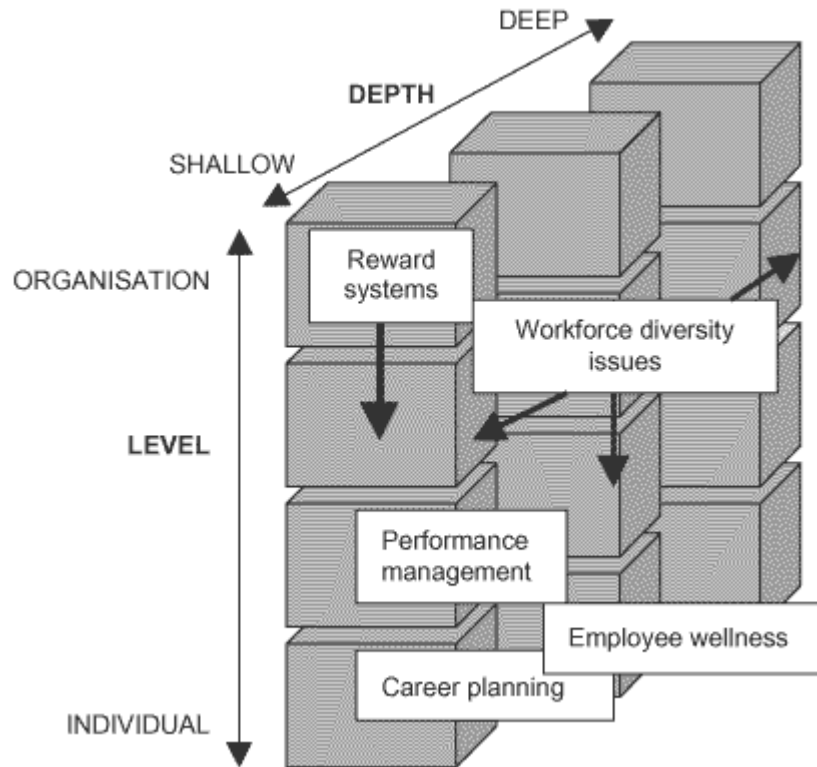 DEEP
DEPTH
SHALLOW
ORGANISATION
Reward
systems
Workforce diversity
issues
LEVEL
Performance
management
Employee wellness
Career planning
INDIVIDUAL